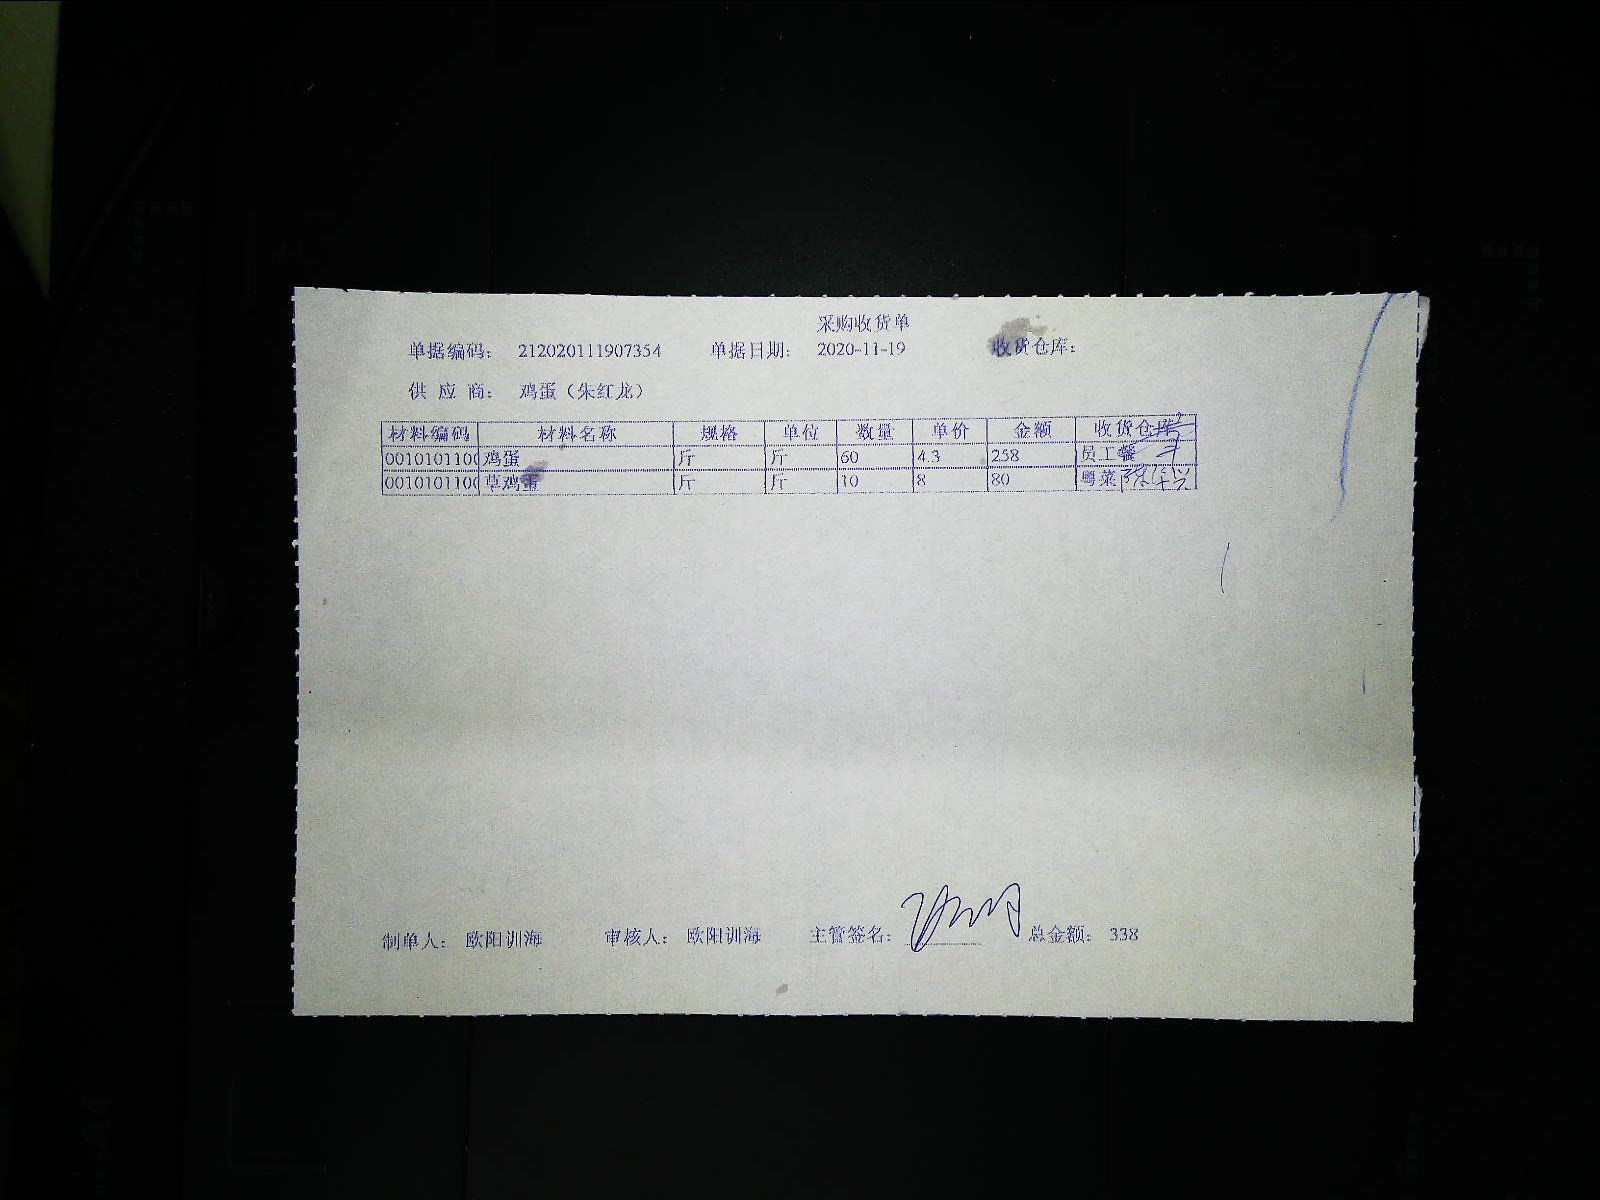 采购收货单
单据编码： 212020111907354 单据日期： 2020-11-19 收货仓库：
供 应 商： 鸡蛋（朱红龙）
材料编码 材料名称 规格 单位 数量 单价 金额 收货仓库
0010101100 鸡蛋 斤 斤 60 4.3 258 员工餐
0010101100 草鸡蛋 斤 斤 10 8 80 粤菜
制单人： 欧阳训海 审核人： 欧阳训海 主管签名： 总金额： 338